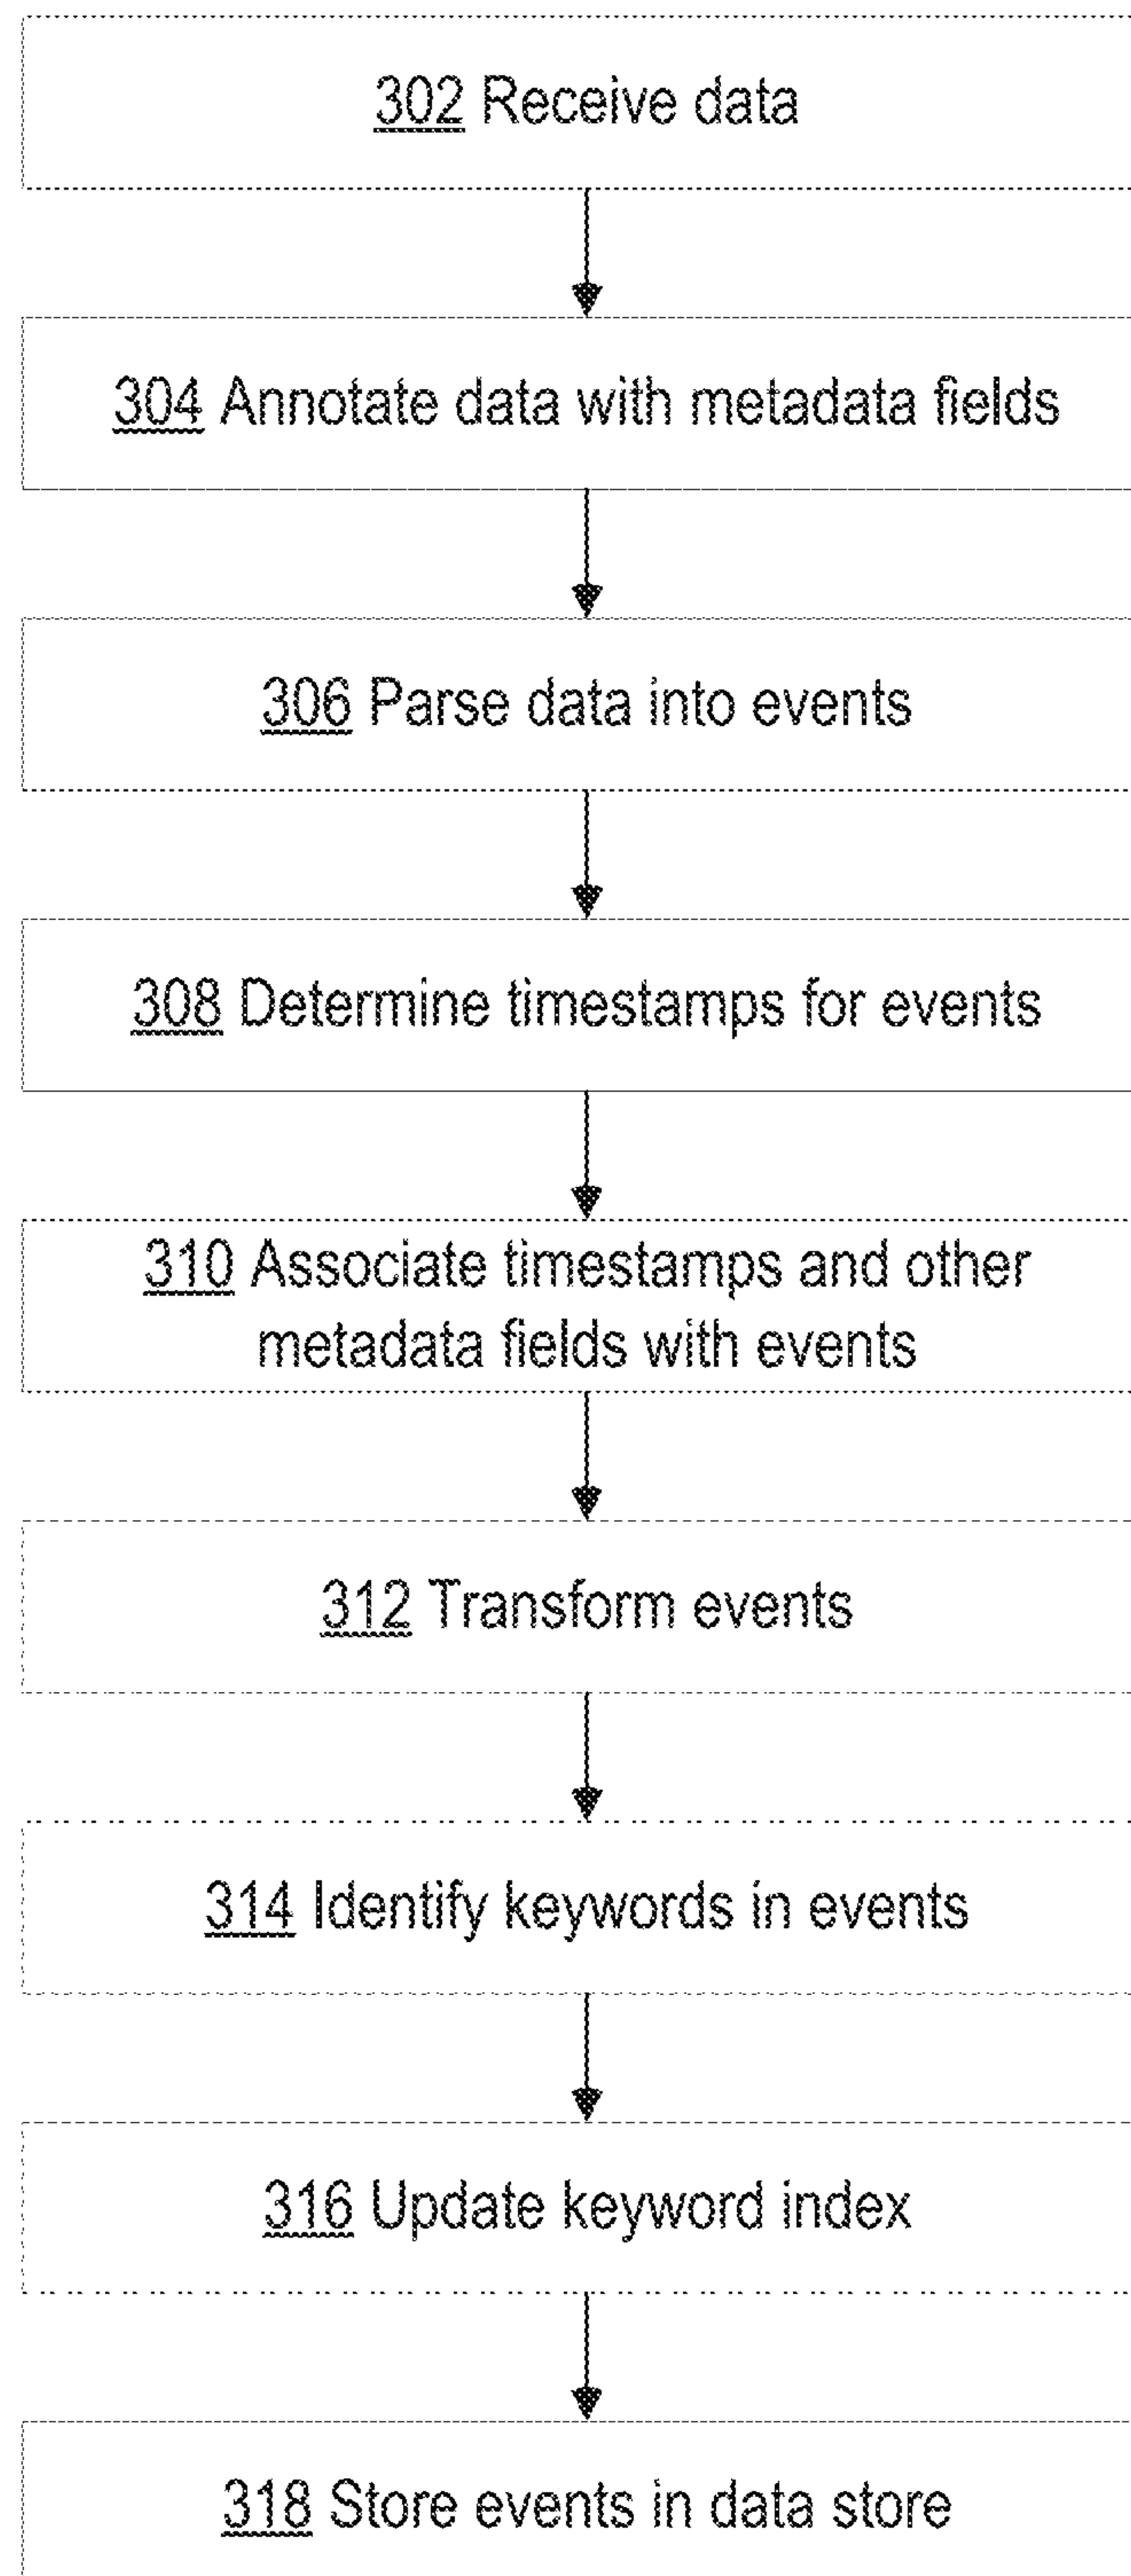 302 Receive data
304 Annotate data with metadata fields
306 Parse data into events
308 Determine timestamps for events
310 Associate timestamps and other
metadata fields with events
312 Transform events
314 Identify keywords in events
316 Update keyword index
318 Store events in data store